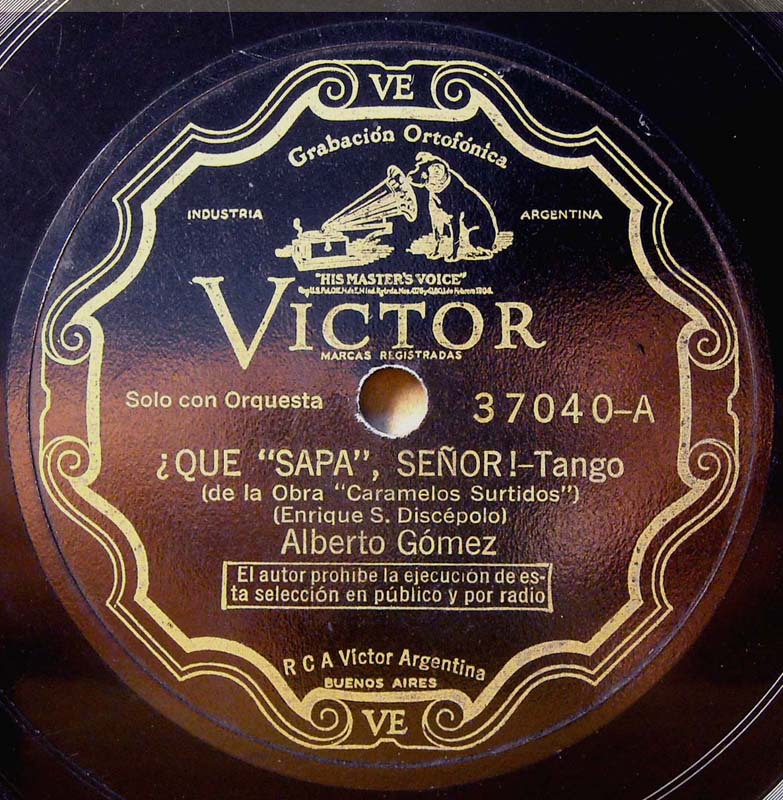 VE
Grabación Ortofónica
INDUSTRIA ARGENTINA
"HIS MASTER'S VOICE"
VICTOR
MARCAS REGISTRADAS
Solo con Orquesta 37040-A
¿QUE "SAPA", SEÑOR!-Tango
(de la Obra "Caramelos Surtidos")
(Enrique S. Discépolo)
Alberto Gómez
El autor prohibe la ejecución de es-
ta selección en público y por radio
R C A Victor Argentina
BUENOS AIRES
VE